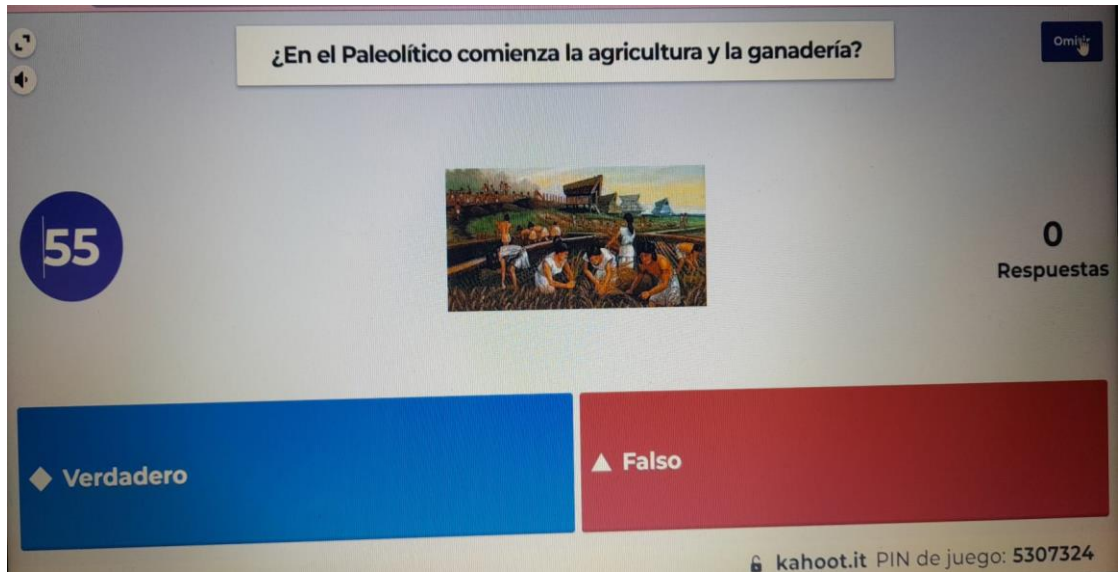 ¿En el Paleolítico comienza la agricultura y la ganadería?
Omitir
55
0
Respuestas
Verdadero
Falso
kahoot.it PIN de juego: 5307324